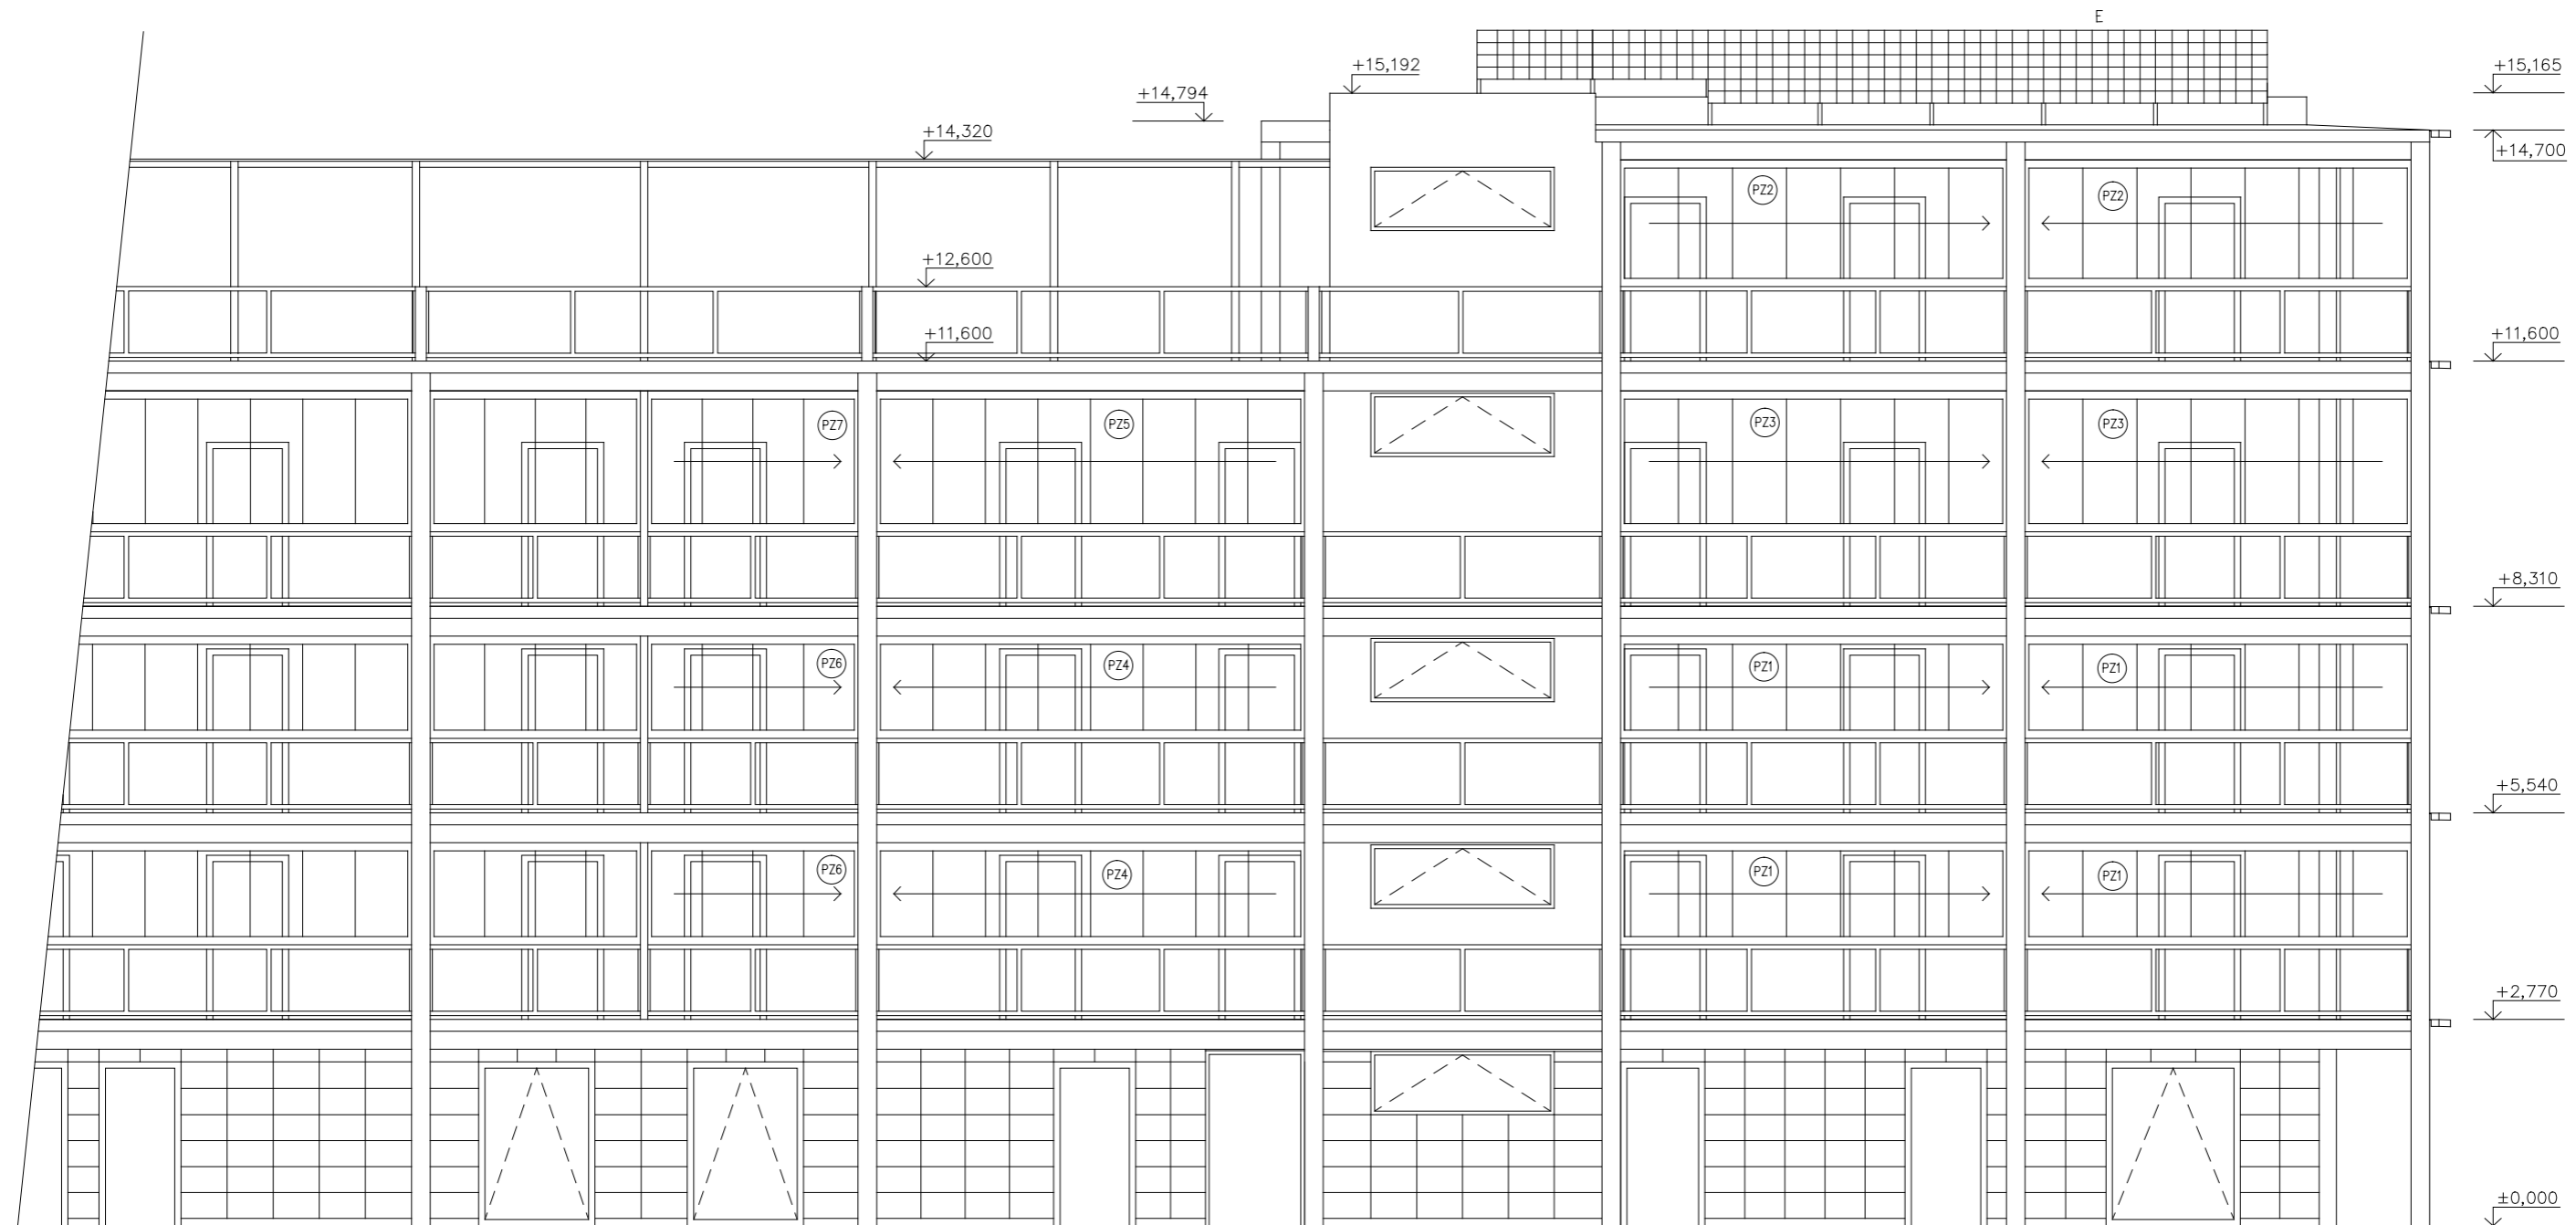 E
+15,192
+15,165
+14,794
+14,320
+14,700
PZ2
PZ2
+12,600
+11,600
+11,600
PZ7
PZ5
PZ3
PZ3
+8,310
PZ6
PZ4
PZ1
PZ1
+5,540
PZ6
PZ4
PZ1
PZ1
+2,770
±0,000